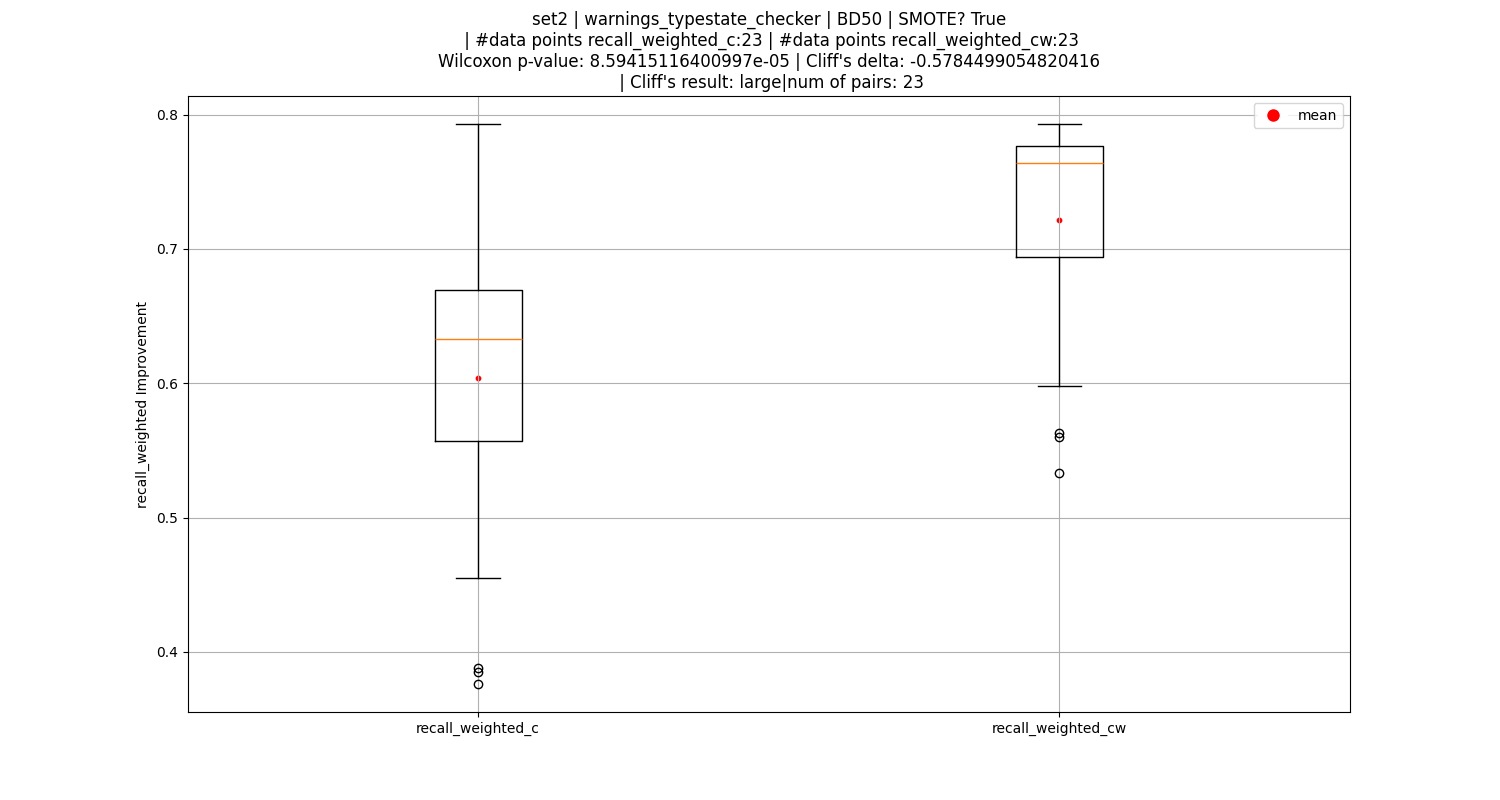 set2 | warnings_typestate_checker | BD50 | SMOTE? True
| #data points recall_weighted_c:23 | #data points recall_weighted_cw:23
Wilcoxon p-value: 8.59415116400997e-05 | Cliff's delta: -0.5784499054820416
| Cliff's result: large|num of pairs: 23
mean
0.8
0.7
0.6
0.5
0.4
recall_weighted Improvement
recall_weighted_c
recall_weighted_cw